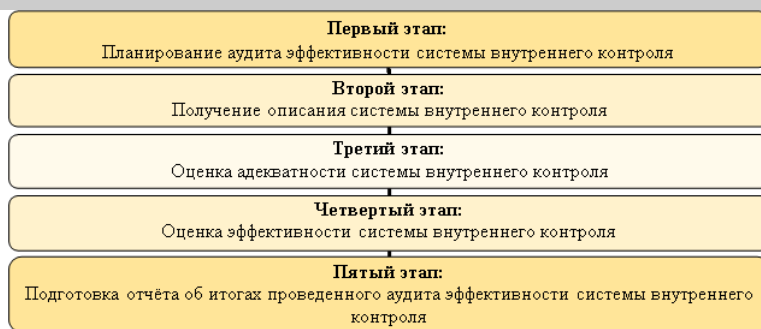 Первый этап:
Планирование аудита эффективности системы внутреннего контроля
Второй этап:
Получение описания системы внутреннего контроля
Третий этап:
Оценка адекватности системы внутреннего контроля
Четвертый этап:
Оценка эффективности системы внутреннего контроля
Пятый этап:
Подготовка отчёта об итогах проведенного аудита эффективности системы внутреннего
контроля